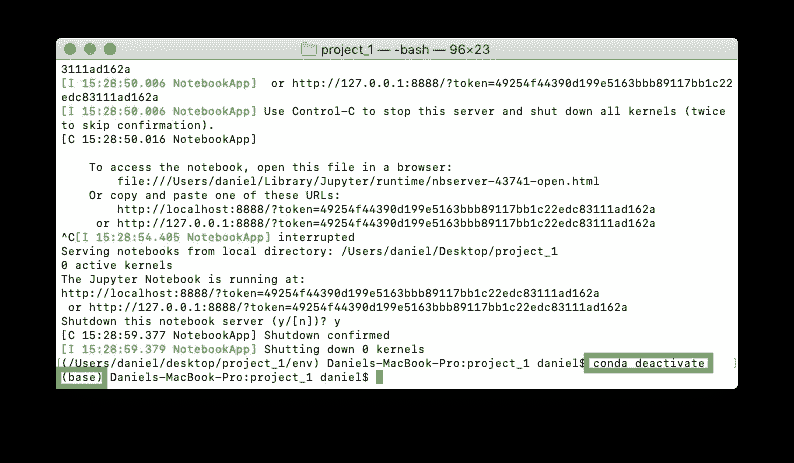 project_1 — -bash — 96×23
3111ad162a
[I 15:28:50.006 NotebookApp]  or http://127.0.0.1:8888/?token=49254f44390d199e5163bbb89117bb1c22
edc83111ad162a
[I 15:28:50.006 NotebookApp] Use Control-C to stop this server and shut down all kernels (twice
to skip confirmation).
[C 15:28:50.016 NotebookApp]
To access the notebook, open this file in a browser:
file:///Users/daniel/Library/Jupyter/runtime/nbserver-43741-open.html
Or copy and paste one of these URLs:
http://localhost:8888/?token=49254f44390d199e5163bbb89117bb1c22edc83111ad162a
or http://127.0.0.1:8888/?token=49254f44390d199e5163bbb89117bb1c22edc83111ad162a
^C[I 15:28:54.405 NotebookApp] interrupted
Serving notebooks from local directory: /Users/daniel/Desktop/project_1
0 active kernels
The Jupyter Notebook is running at:
http://localhost:8888/?token=49254f44390d199e5163bbb89117bb1c22edc83111ad162a
or http://127.0.0.1:8888/?token=49254f44390d199e5163bbb89117bb1c22edc83111ad162a
Shutdown this notebook server (y/[n])? y
[C 15:28:59.377 NotebookApp] Shutdown confirmed
[I 15:28:59.379 NotebookApp] Shutting down 0 kernels
(/Users/daniel/desktop/project_1/env) Daniels-MacBook-Pro:project_1 daniel$ conda deactivate
(base) Daniels-MacBook-Pro:project_1 daniel$